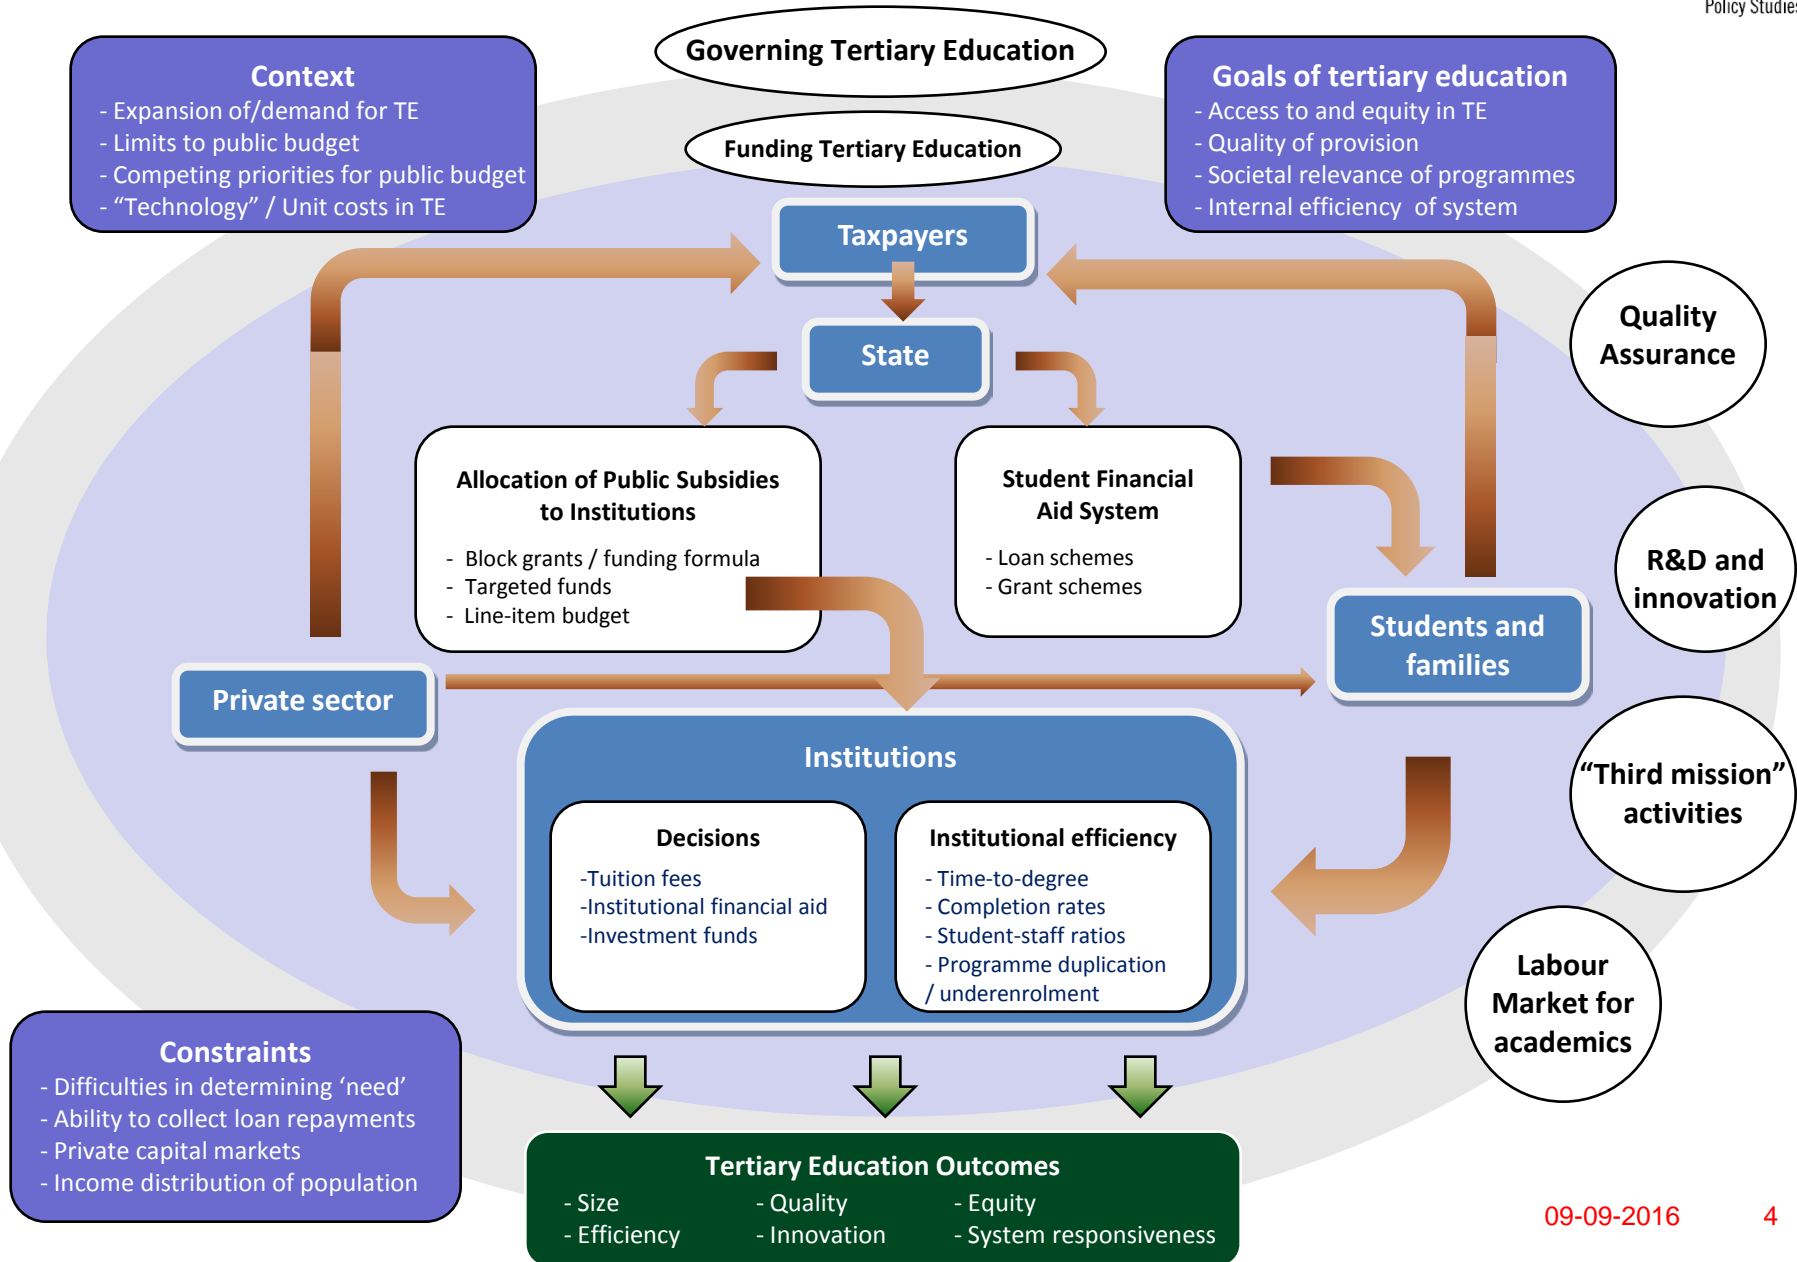 Policy Studies
Governing Tertiary Education
Context
- Expansion of/demand for TE
- Limits to public budget
- Competing priorities for public budget
- “Technology” / Unit costs in TE
Goals of tertiary education
- Access to and equity in TE
- Quality of provision
- Societal relevance of programmes
- Internal efficiency of system
Funding Tertiary Education
Taxpayers
State
Quality
Assurance
Allocation of Public Subsidies
to Institutions
- Block grants / funding formula
- Targeted funds
- Line-item budget
Student Financial
Aid System
- Loan schemes
- Grant schemes
R&D and
innovation
Students and
families
Private sector
Institutions
“Third mission”
activities
Decisions
-Tuition fees
-Institutional financial aid
-Investment funds
Institutional efficiency
- Time-to-degree
- Completion rates
- Student-staff ratios
- Programme duplication
/ underenrolment
Labour
Market for
academics
Constraints
- Difficulties in determining ‘need’
- Ability to collect loan repayments
- Private capital markets
- Income distribution of population
Tertiary Education Outcomes
- Size - Quality - Equity
- Efficiency - Innovation - System responsiveness
09-09-2016 4